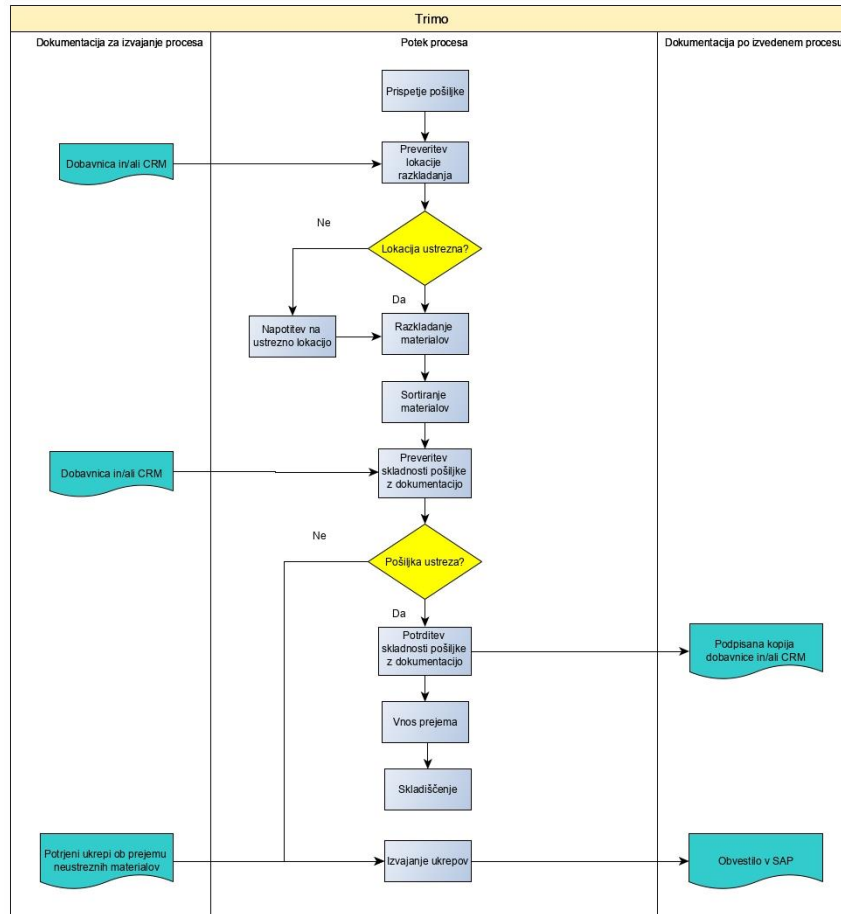 Trimo
Dokumentacija za izvajanje procesa
Potek procesa
Dokumentacija po izvedenem procesu
Prispetje pošiljke
Dobavnica in/ali CRM
Preveritev
lokacije
razkladanja
Ne
Lokacija ustrezna?
Da
Napotitev na
ustrezno lokacijo
Razkladanje
materialov
Sortiranje
materialov
Dobavnica in/ali CRM
Preveritev
skladnosti pošiljke
z dokumentacijo
Ne
Pošiljka ustreza?
Da
Potrditev
skladnosti pošiljke
z dokumentacijo
Podpisana kopija
dobavnice in/ali CRM
Vnos prejema
Skladiščenje
Potrjeni ukrepi ob prejemu
neustreznih materialov
Izvajanje ukrepov
Obvestilo v SAP